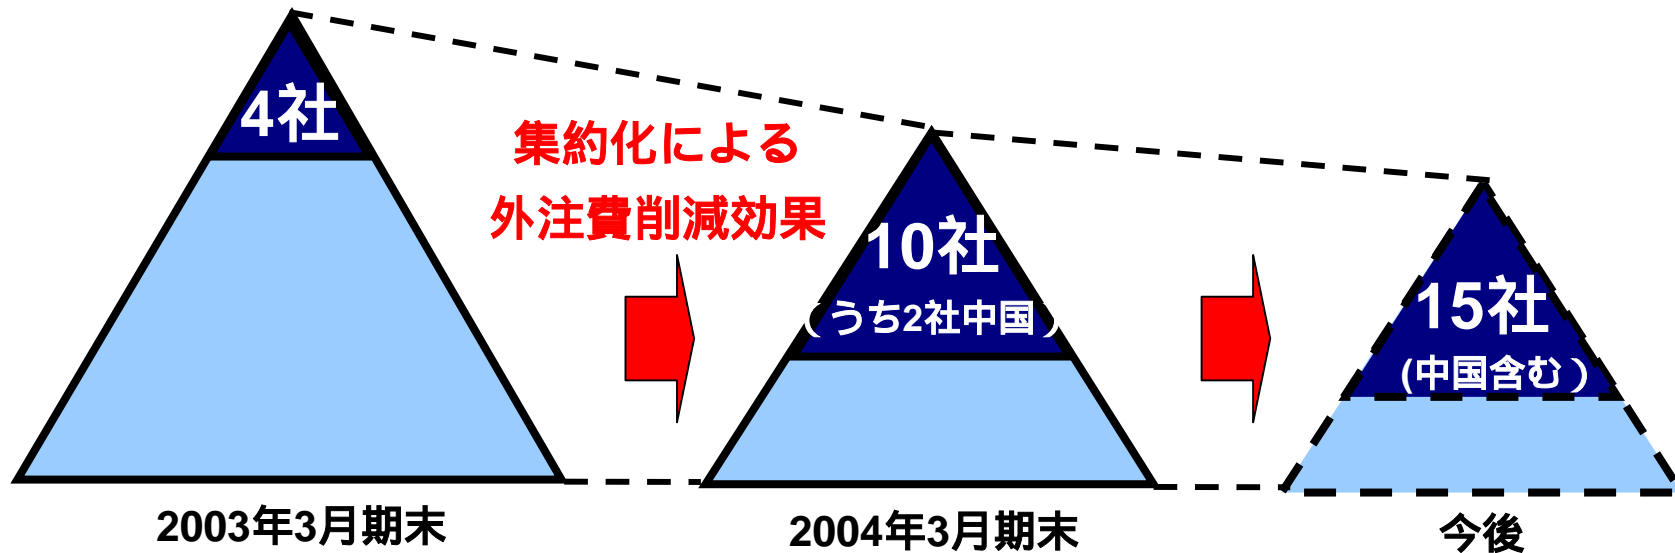 4社
集約化による
外注費削減効果
10社
（うち2社中国）
15社
(中国含む）
2003年3月期末
2004年3月期末
今後